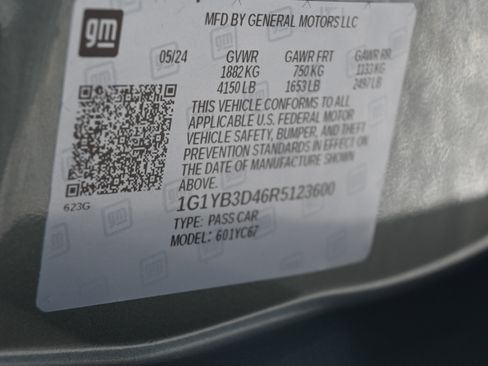 gm
MFD BY GENERAL MOTORS LLC
05/24 GVWR GAWR FRT GAWR RR
1882 KG 750 KG 1133 KG
4150 LB 1653 LB 2497 LB
THIS VEHICLE CONFORMS TO ALL
APPLICABLE U.S. FEDERAL MOTOR
VEHICLE SAFETY, BUMPER, AND THEFT
PREVENTION STANDARDS IN EFFECT ON
THE DATE OF MANUFACTURE SHOWN
ABOVE.
623G
1G1YB3D46R5123600
TYPE: PASS CAR
MODEL: 601YC67